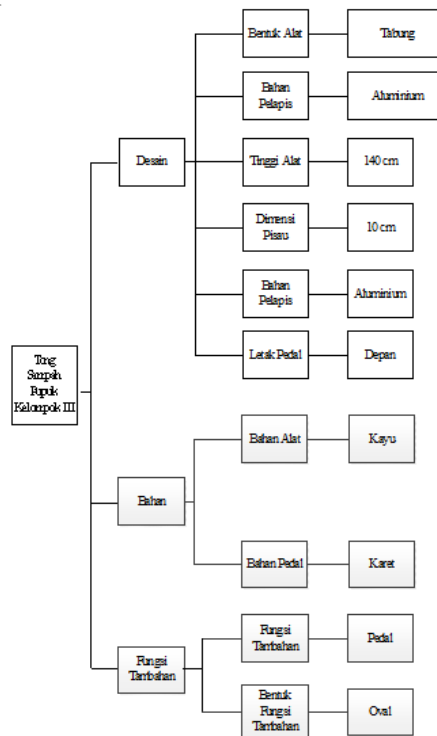 Bentuk Alat
Tabung
Bahan
Pelapis
Aluminium
Desain
Tinggi Alat
140 cm
Dimensi
Pisau
10 cm
Bahan
Pelapis
Aluminium
Letak Pedal
Depan
Tong
Sampah
Pupuk
Kelompok III
Bahan Alat
Kayu
Bahan
Bahan Pedal
Karet
Fungsi
Tambahan
Fungsi
Tambahan
Pedal
Bentuk
Fungsi
Tambahan
Oval